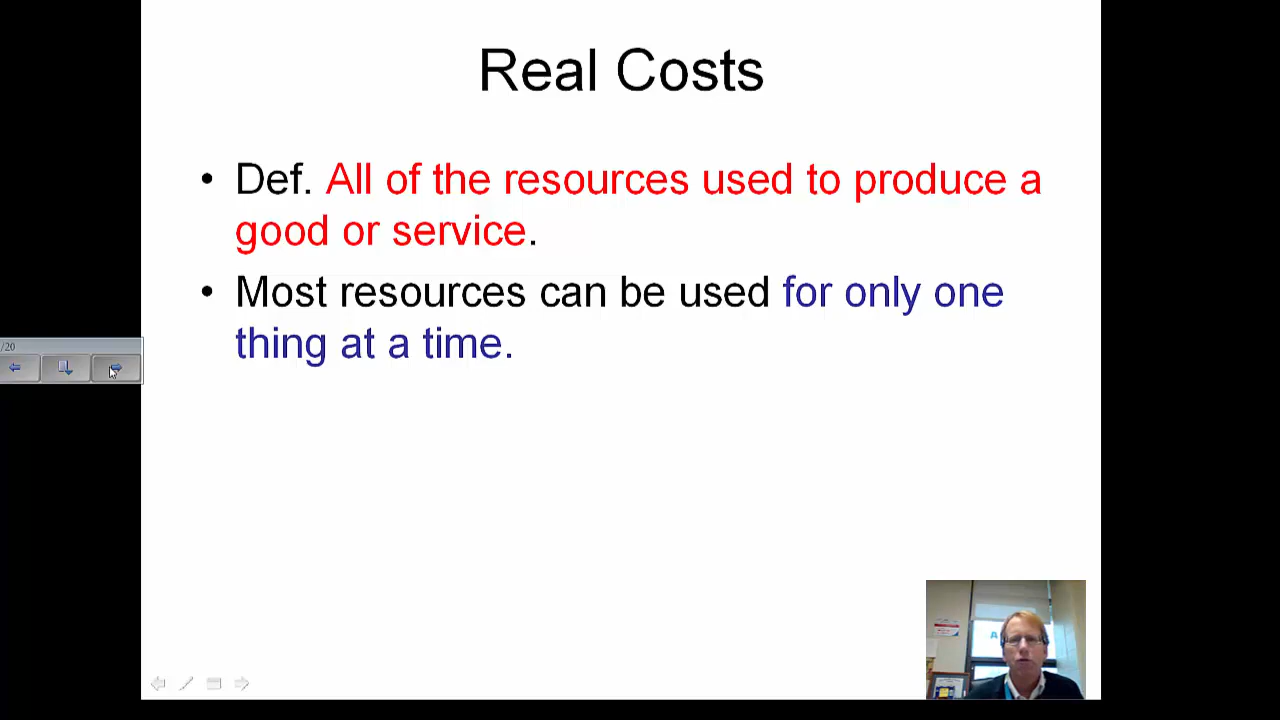 Real Costs
• Def. All of the resources used to produce a
good or service.
• Most resources can be used for only one
thing at a time.
/20